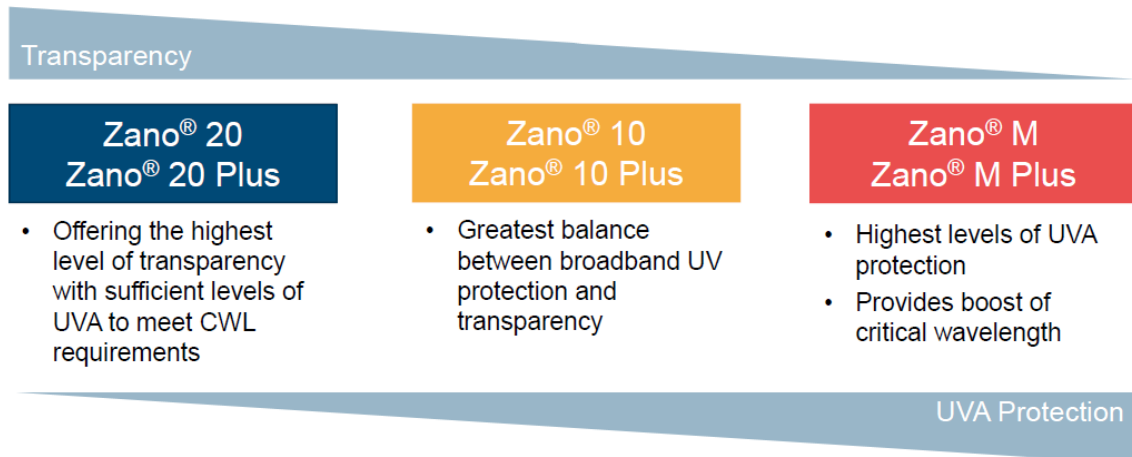 Transparency
Zano® 20
Zano® 20 Plus
• Offering the highest
level of transparency
with sufficient levels of
UVA to meet CWL
requirements
Zano® 10
Zano® 10 Plus
• Greatest balance
between broadband UV
protection and
transparency
Zano® M
Zano® M Plus
• Highest levels of UVA
protection
• Provides boost of
critical wavelength
UVA Protection